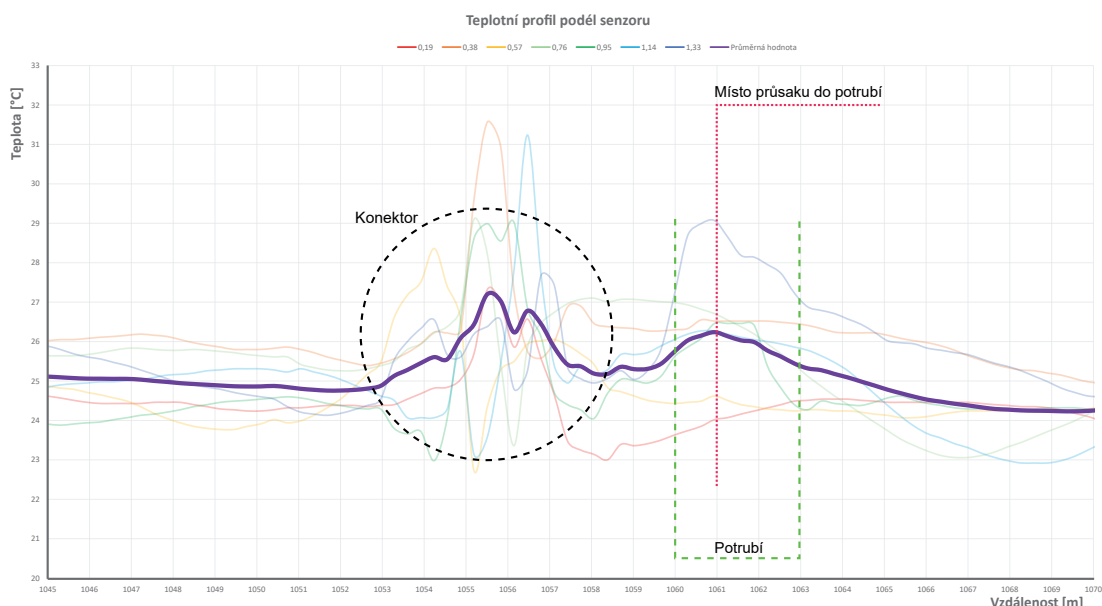 Teplotní profil podél senzoru
0,19 0,38 0,57 0,76 0,95 1,14 1,33 Průměrná hodnota
Teplota [°C]
33
32
31
30
29
28
27
26
25
24
23
22
21
20
Místo průsaku do potrubí
Konektor
Potrubí
1045 1046 1047 1048 1049 1050 1051 1052 1053 1054 1055 1056 1057 1058 1059 1060 1061 1062 1063 1064 1065 1066 1067 1068 1069 1070
Vzdálenost [m]